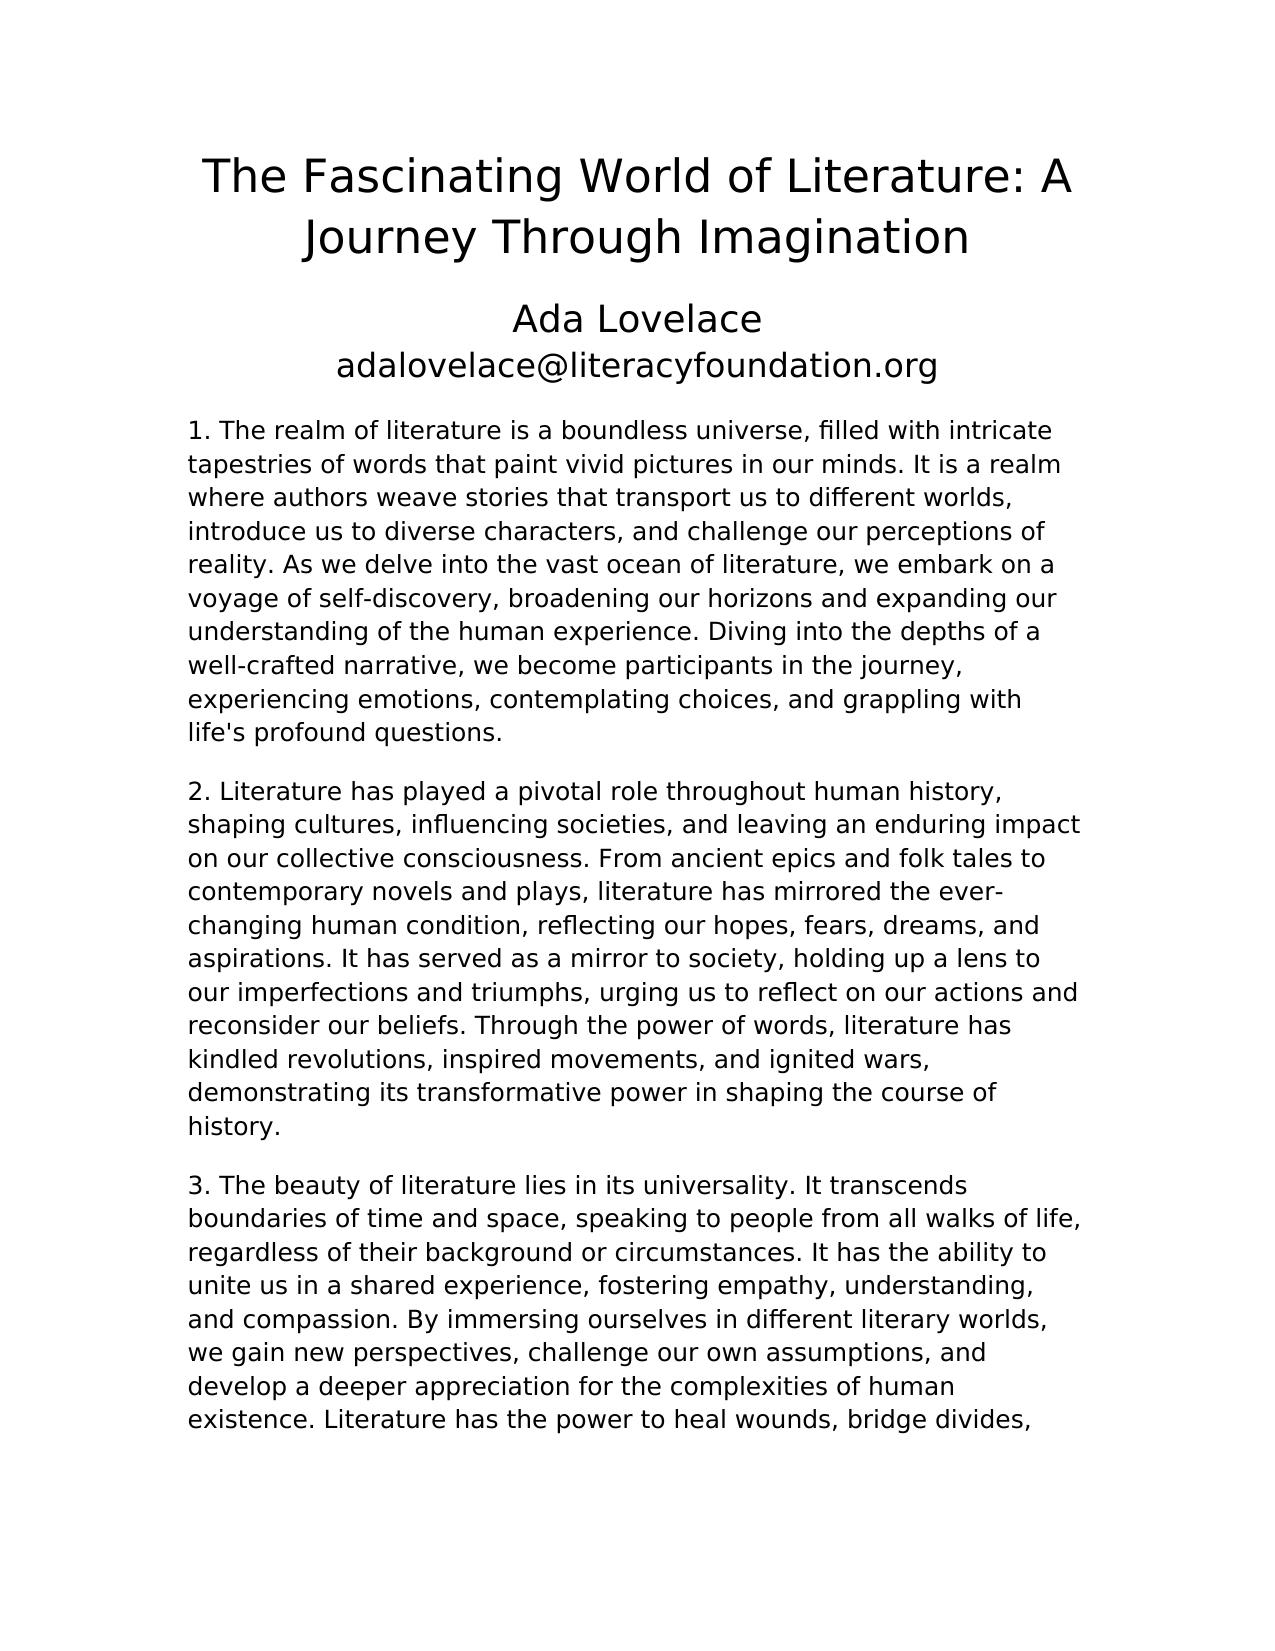 The Fascinating World of Literature: A
Journey Through Imagination
Ada Lovelace
adalovelace@literacyfoundation.org
1. The realm of literature is a boundless universe, filled with intricate
tapestries of words that paint vivid pictures in our minds. It is a realm
where authors weave stories that transport us to different worlds,
introduce us to diverse characters, and challenge our perceptions of
reality. As we delve into the vast ocean of literature, we embark on a
voyage of self-discovery, broadening our horizons and expanding our
understanding of the human experience. Diving into the depths of a
well-crafted narrative, we become participants in the journey,
experiencing emotions, contemplating choices, and grappling with
life's profound questions.
2. Literature has played a pivotal role throughout human history,
shaping cultures, influencing societies, and leaving an enduring impact
on our collective consciousness. From ancient epics and folk tales to
contemporary novels and plays, literature has mirrored the ever-
changing human condition, reflecting our hopes, fears, dreams, and
aspirations. It has served as a mirror to society, holding up a lens to
our imperfections and triumphs, urging us to reflect on our actions and
reconsider our beliefs. Through the power of words, literature has
kindled revolutions, inspired movements, and ignited wars,
demonstrating its transformative power in shaping the course of
history.
3. The beauty of literature lies in its universality. It transcends
boundaries of time and space, speaking to people from all walks of life,
regardless of their background or circumstances. It has the ability to
unite us in a shared experience, fostering empathy, understanding,
and compassion. By immersing ourselves in different literary worlds,
we gain new perspectives, challenge our own assumptions, and
develop a deeper appreciation for the complexities of human
existence. Literature has the power to heal wounds, bridge divides,